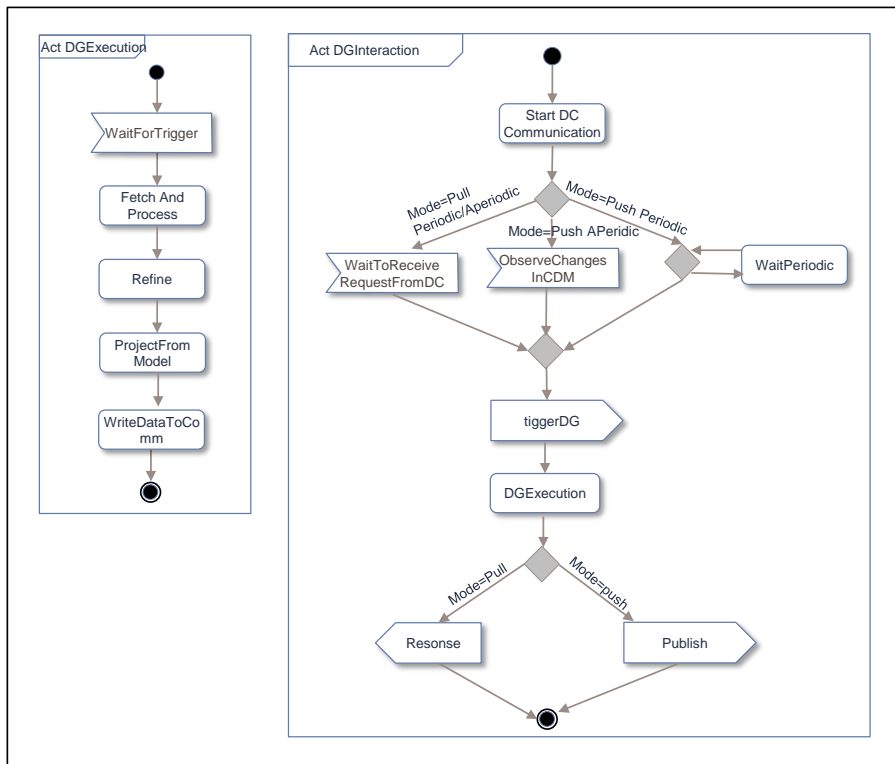 Act DGExecution
WaitForTrigger
Fetch And
Process
Refine
ProjectFrom
Model
WriteDataToCo
mm
Act DGInteraction
Start DC
Communication
Mode=Pull
Periodic/Aperiodic
Mode=Push APeridic
Mode=Push Periodic
WaitToReceive
RequestFromDC
ObserveChanges
InCDM
WaitPeriodic
tiggerDG
DGExecution
Mode=Pull
Mode=push
Resonse
Publish